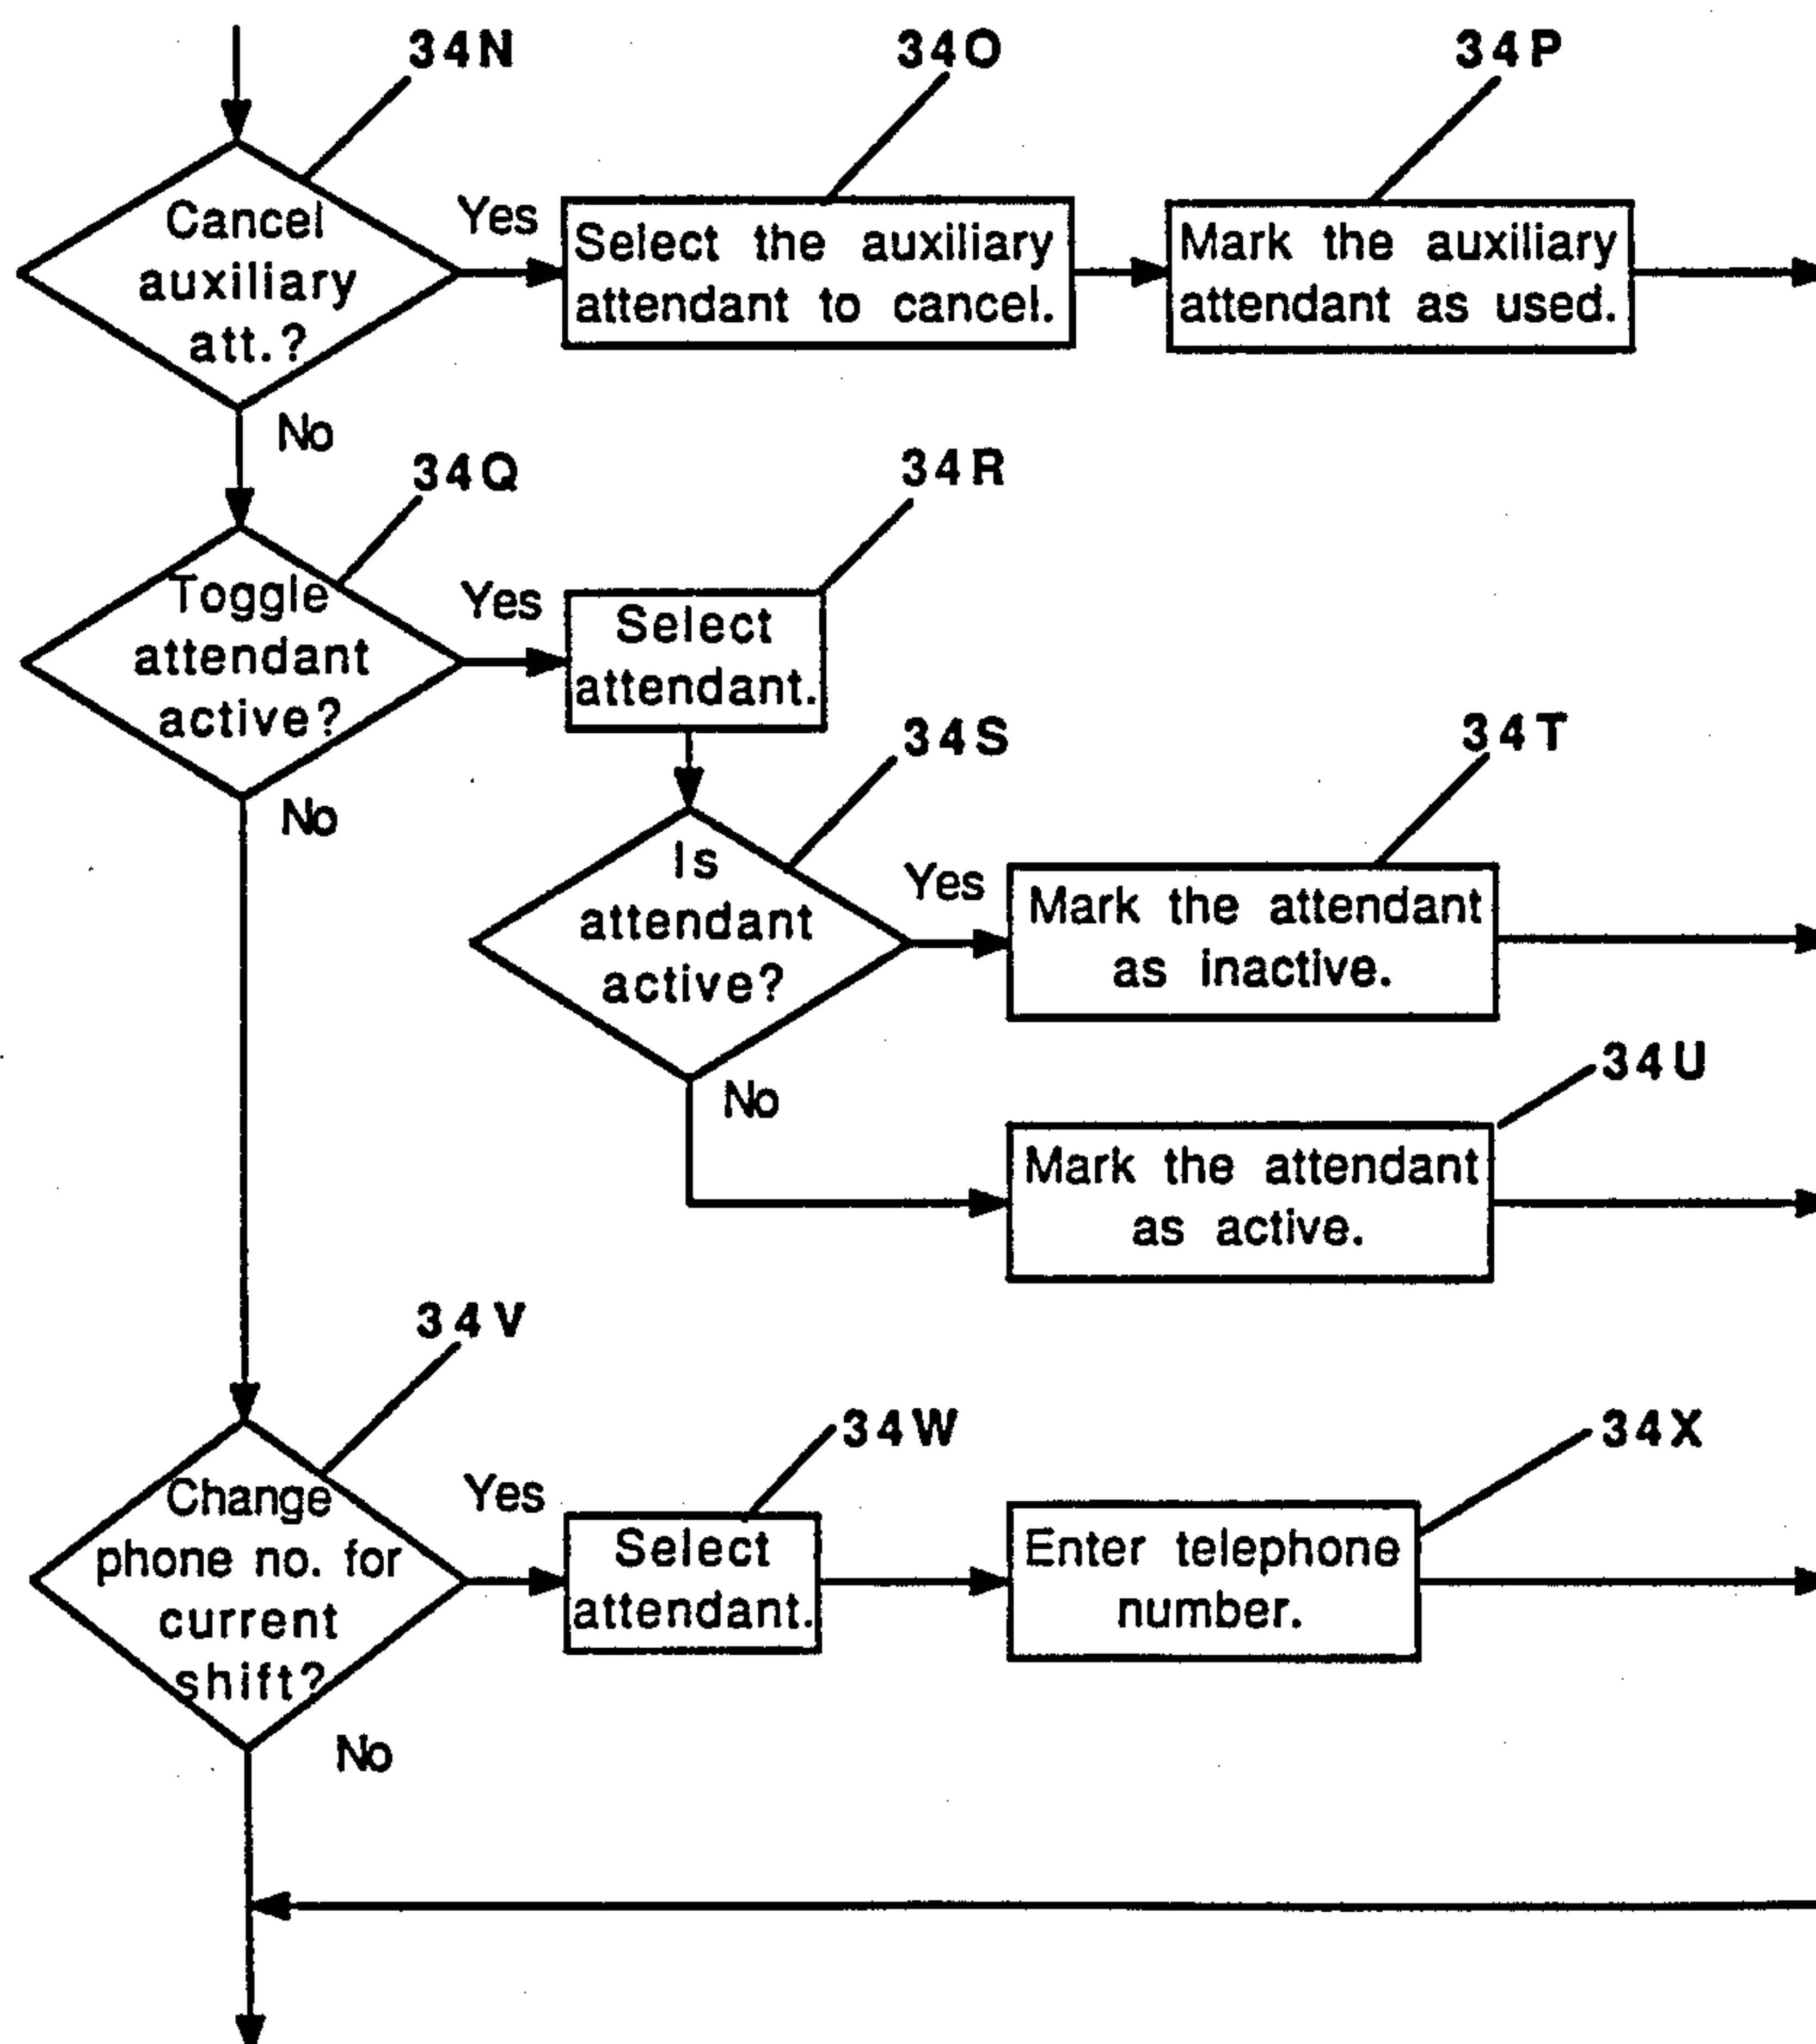 34N
34O
34P
Cancel
auxiliary
att.?
Yes
Select the auxiliary
attendant to cancel.
Mark the auxiliary
attendant as used.
No
34Q
34R
Toggle
attendant
active?
Yes
Select
attendant.
No
34S
34T
Is
attendant
active?
Yes
Mark the attendant
as inactive.
No
34U
Mark the attendant
as active.
34V
34W
34X
Change
phone no. for
current
shift?
Yes
Select
attendant.
Enter telephone
number.
No